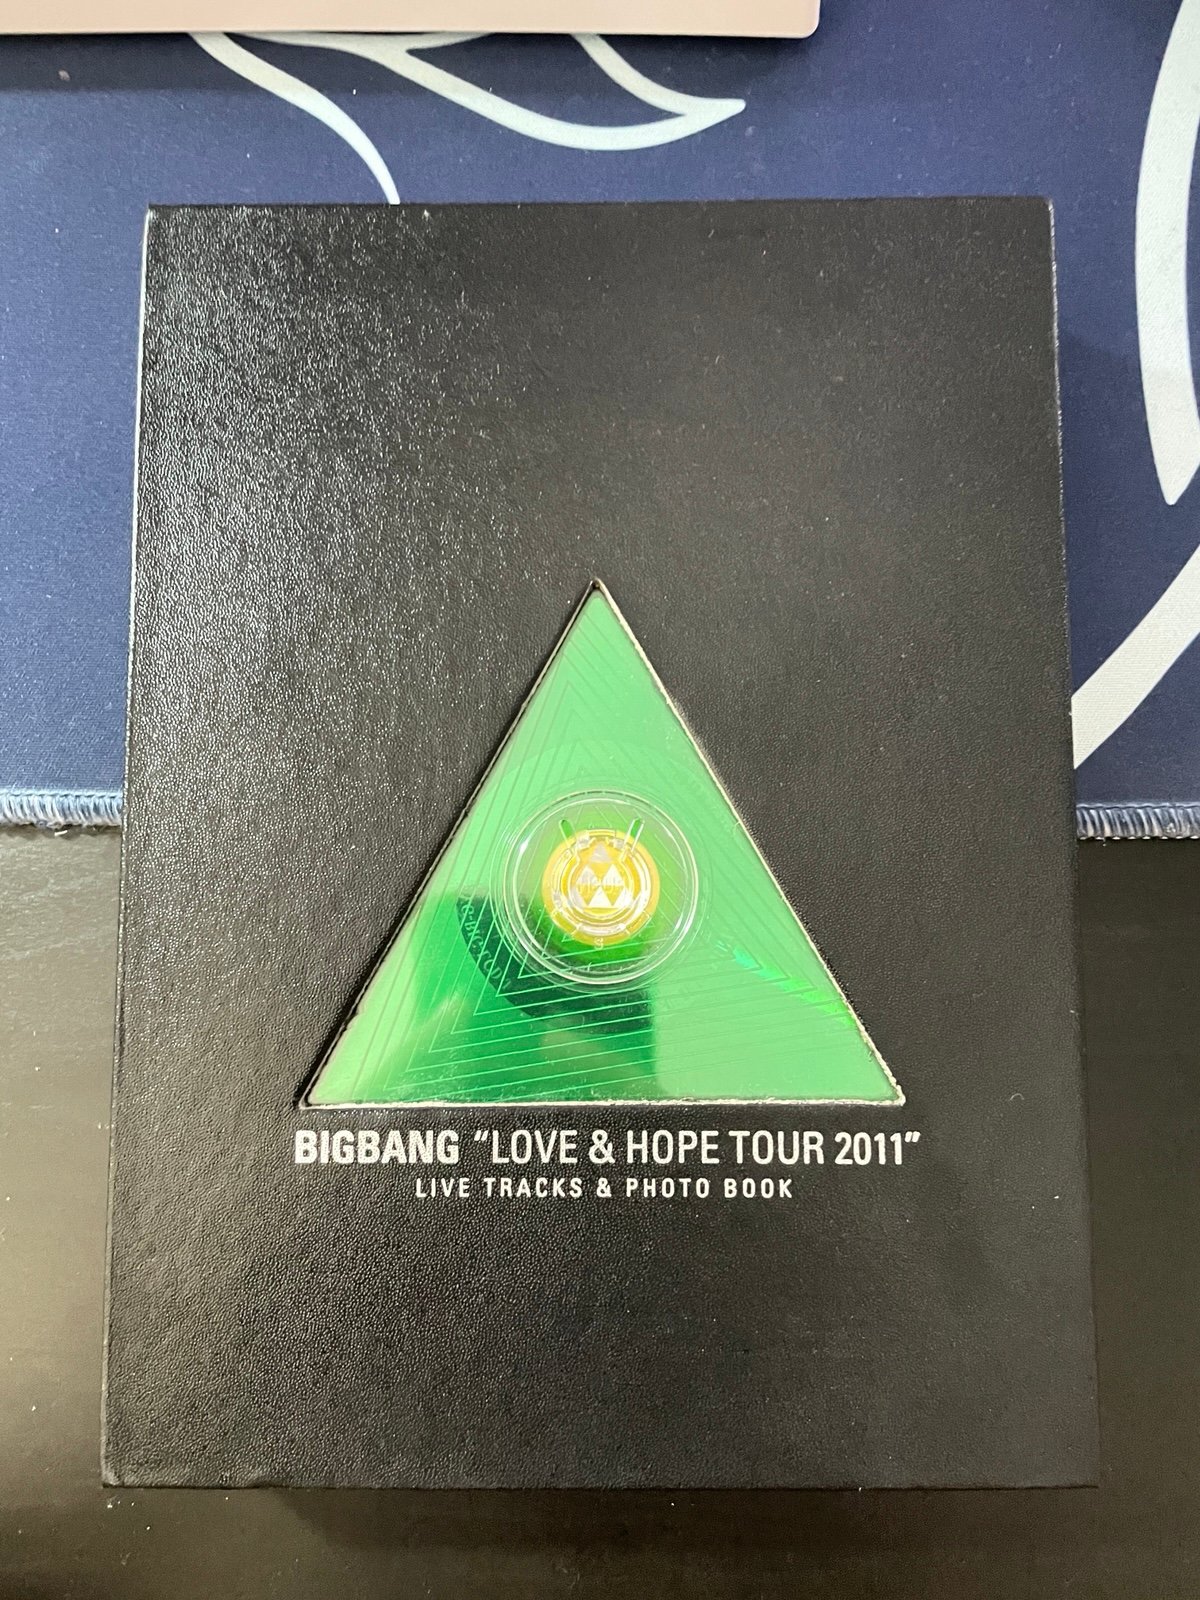 BIGBANG "LOVE & HOPE TOUR 2011"
LIVE TRACKS & PHOTO BOOK